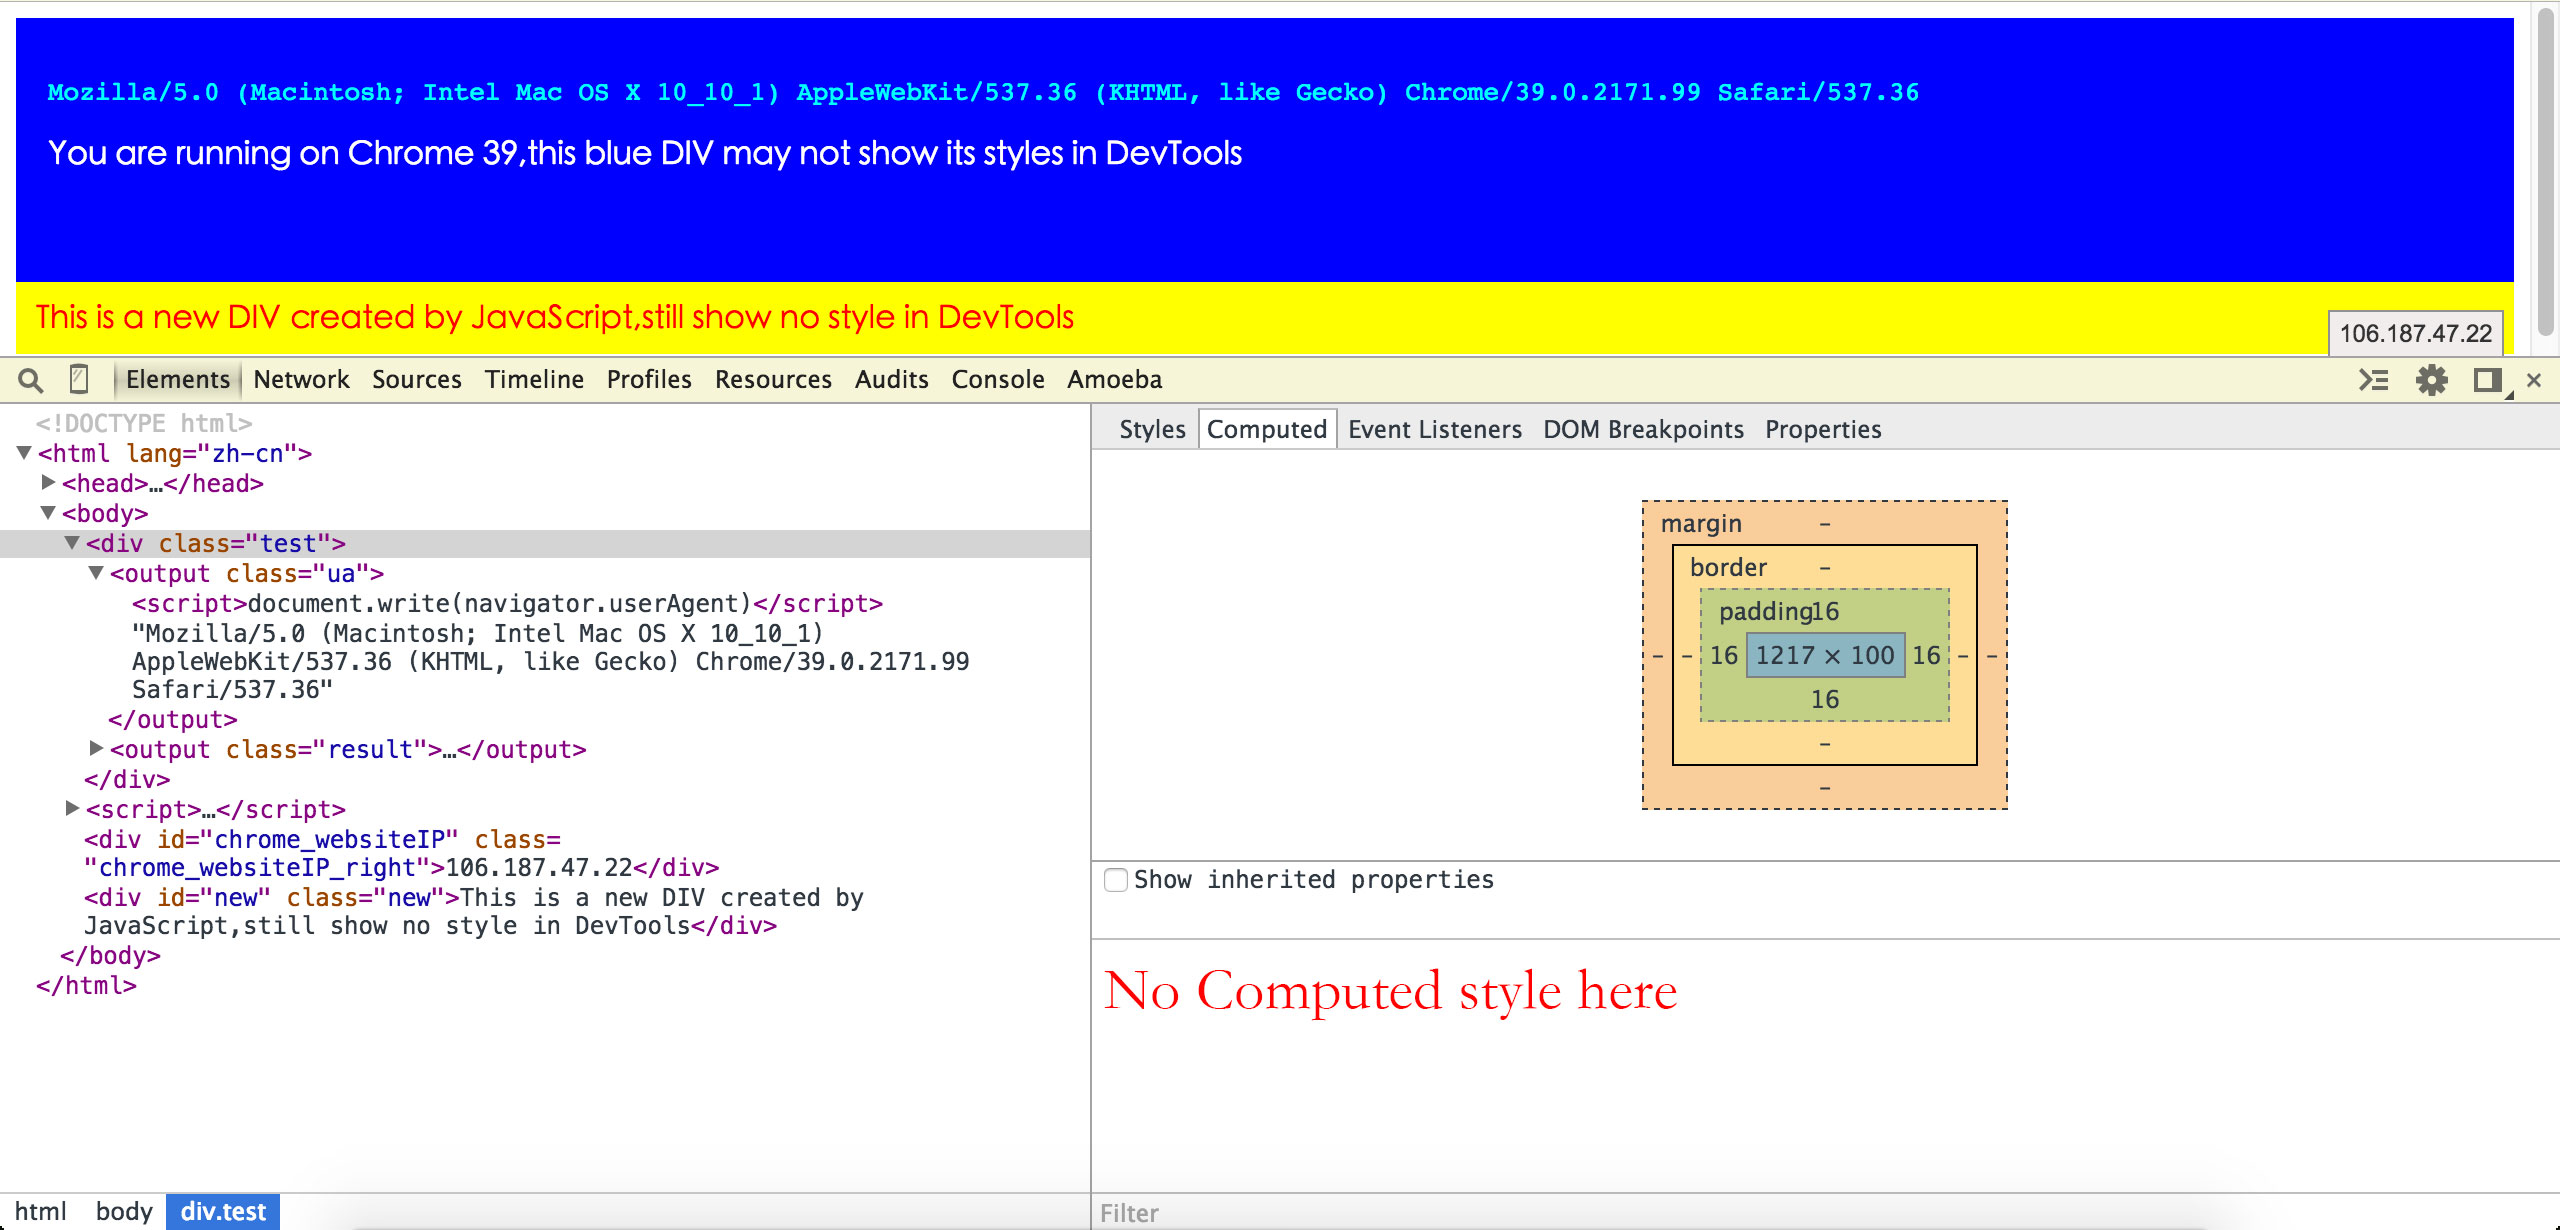 Mozilla/5.0 (Macintosh; Intel Mac OS X 10_10_1) AppleWebKit/537.36 (KHTML, like Gecko) Chrome/39.0.2171.99 Safari/537.36
You are running on Chrome 39,this blue DIV may not show its styles in DevTools
This is a new DIV created by JavaScript,still show no style in DevTools
106.187.47.22
Elements Network Sources Timeline Profiles Resources Audits Console Amoeba
<!DOCTYPE html>
<html lang="zh-cn">
<head>…</head>
<body>
<div class="test">
<output class="ua">
<script>document.write(navigator.userAgent)</script>
"Mozilla/5.0 (Macintosh; Intel Mac OS X 10_10_1)
AppleWebKit/537.36 (KHTML, like Gecko) Chrome/39.0.2171.99
Safari/537.36"
</output>
<output class="result">…</output>
</div>
<script>…</script>
<div id="chrome_websiteIP" class=
"chrome_websiteIP_right">106.187.47.22</div>
<div id="new" class="new">This is a new DIV created by
JavaScript,still show no style in DevTools</div>
</body>
</html>
html body div.test
Styles Computed Event Listeners DOM Breakpoints Properties
margin -
border -
padding 16
- - 16 1217 × 100 16 - -
16
-
-
Show inherited properties
No Computed style here
Filter